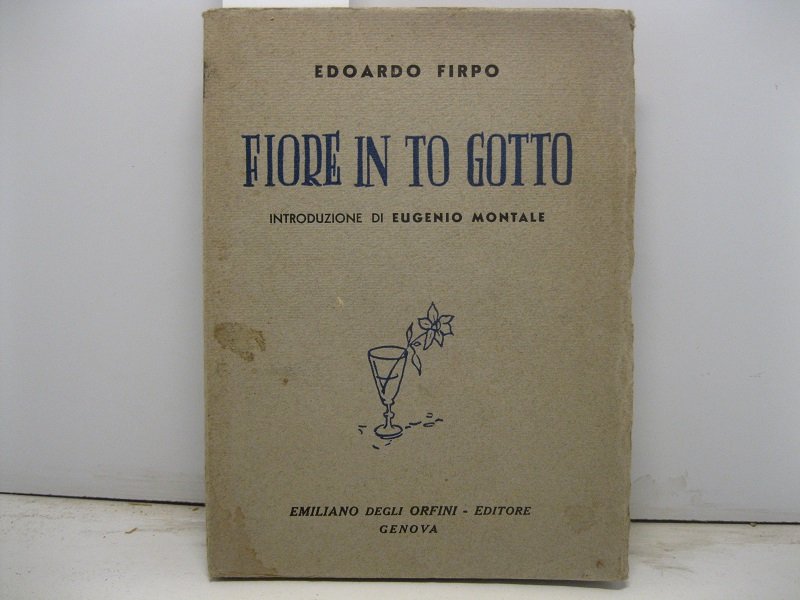 EDOARDO FIRPO
FIORE IN TO GOTTO
INTRODUZIONE DI EUGENIO MONTALE
EMILIANO DEGLI ORFINI - EDITORE
GENOVA